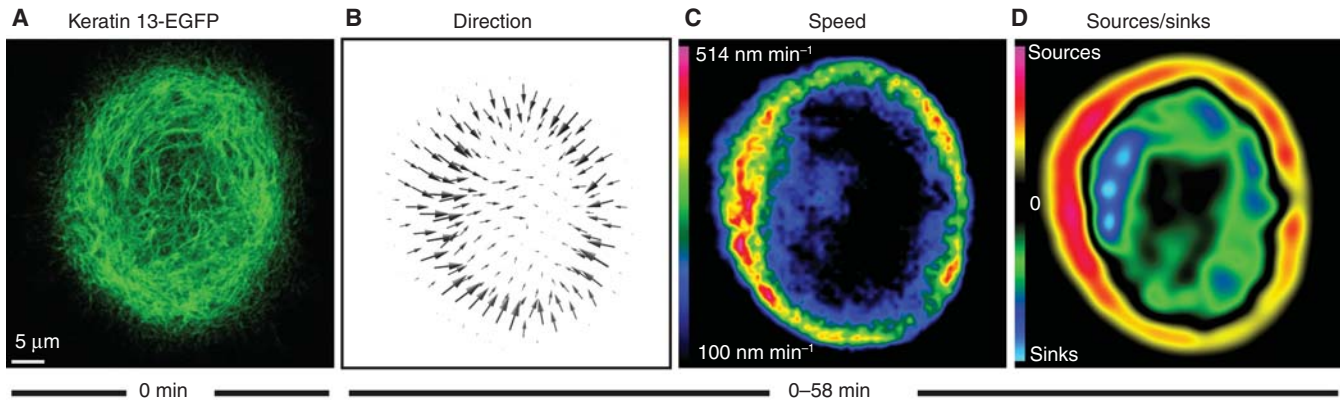 A Keratin 13-EGFP
B Direction
C Speed
D Sources/sinks
5 μm
514 nm min⁻¹
100 nm min⁻¹
Sources
0
Sinks
0 min
0–58 min